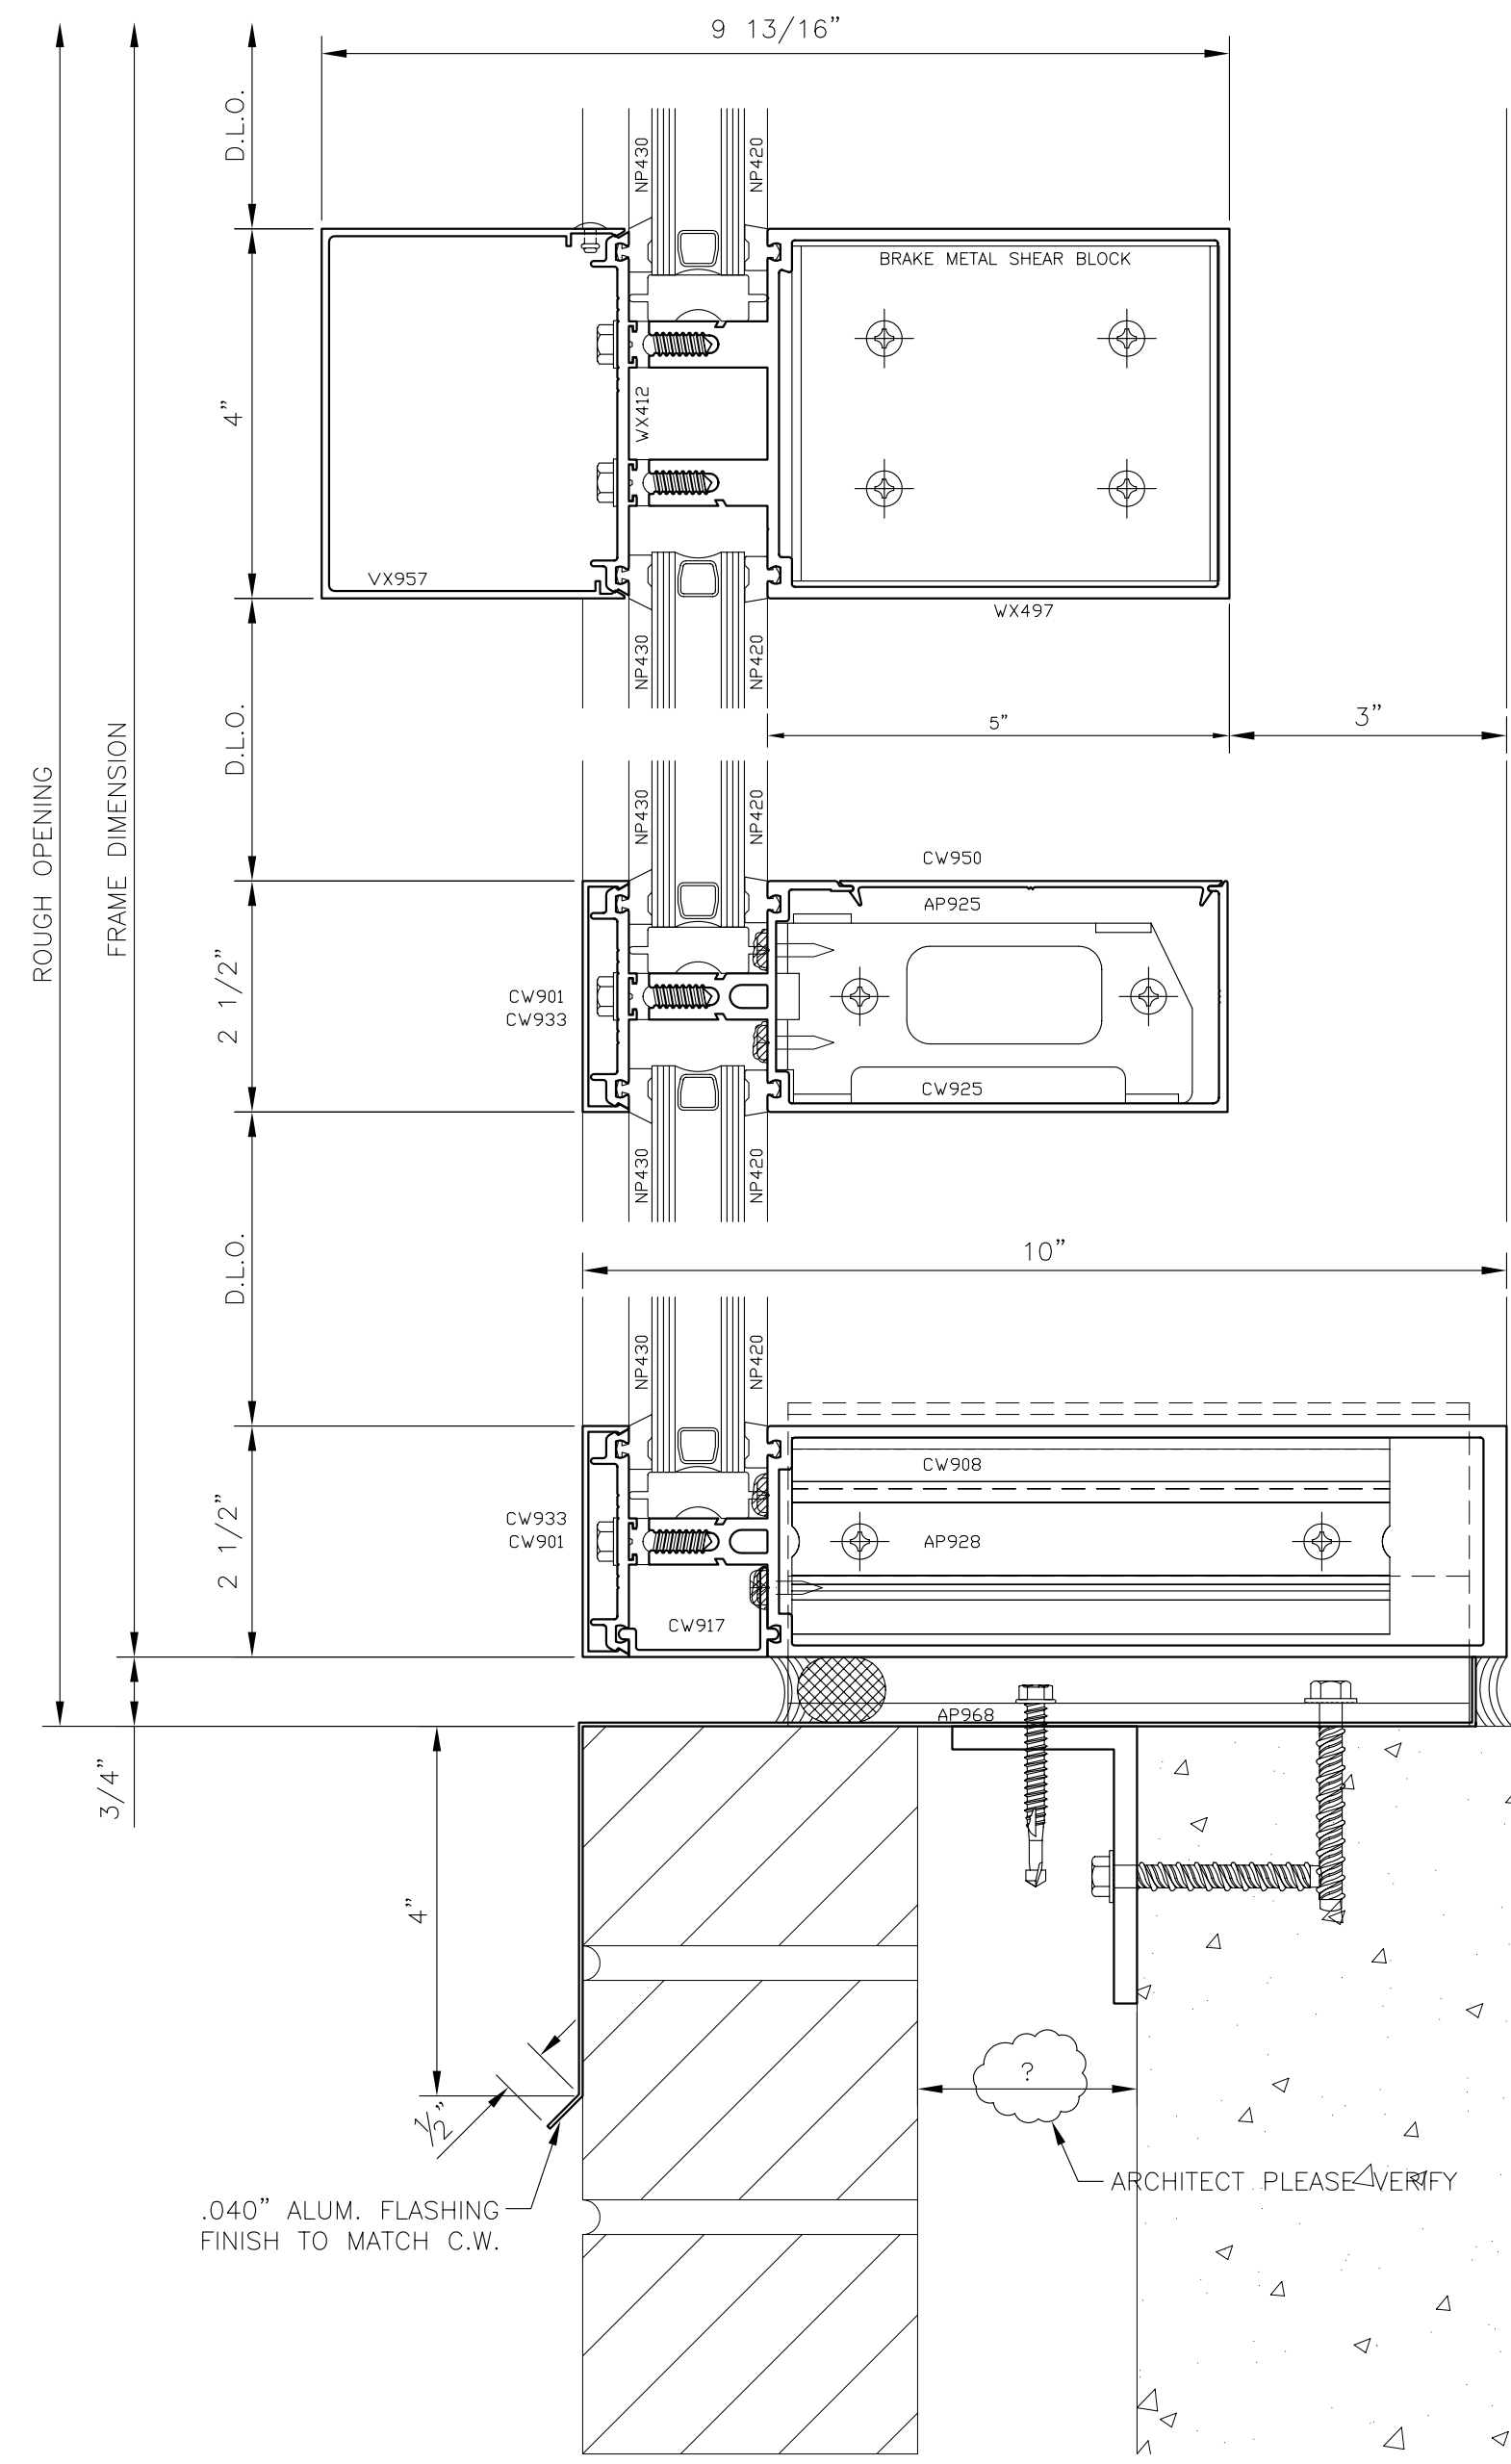 9 13/16”
D.L.O.
NP430
NP420
BRAKE METAL SHEAR BLOCK
4”
WX412
VX957
WX497
NP430
NP420
D.L.O.
5”
3”
ROUGH OPENING
FRAME DIMENSION
NP430
NP420
CW950
AP925
2 1/2”
CW901
CW933
CW925
NP430
NP420
D.L.O.
10”
NP430
NP420
CW908
2 1/2”
CW933
CW901
AP928
CW917
AP968
3/4”
4”
?
1/2”
ARCHITECT PLEASE VERIFY
.040” ALUM. FLASHING
FINISH TO MATCH C.W.